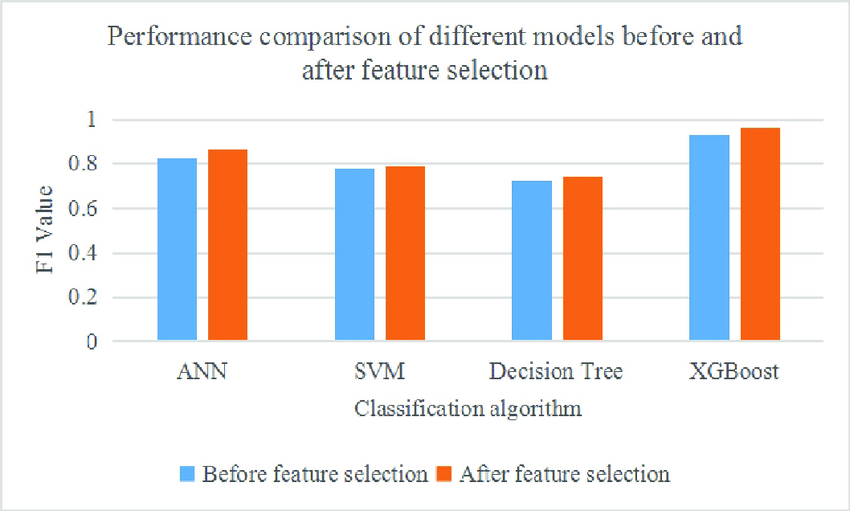 Performance comparison of different models before and
after feature selection
1
0.8
0.6
0.4
0.2
0
F1 Value
ANN SVM Decision Tree XGBoost
Classification algorithm
Before feature selection After feature selection